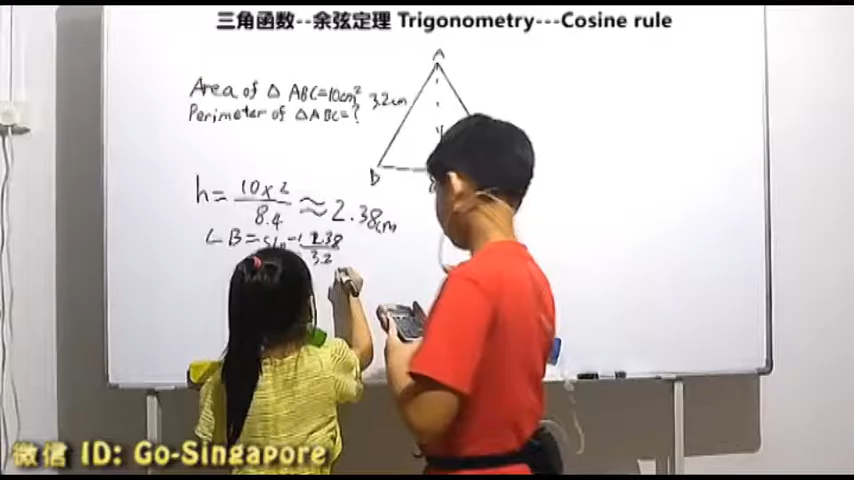 三角函数--余弦定理 Trigonometry---Cosine rule
A
Area of △ ABC=10cm² 3.2cm
Perimeter of △ABC=?
B
h= 10×2 / 8.4 ≈2.38cm
∠B=sin⁻¹ 2.38 / 3.2
微信 ID: Go-Singapore